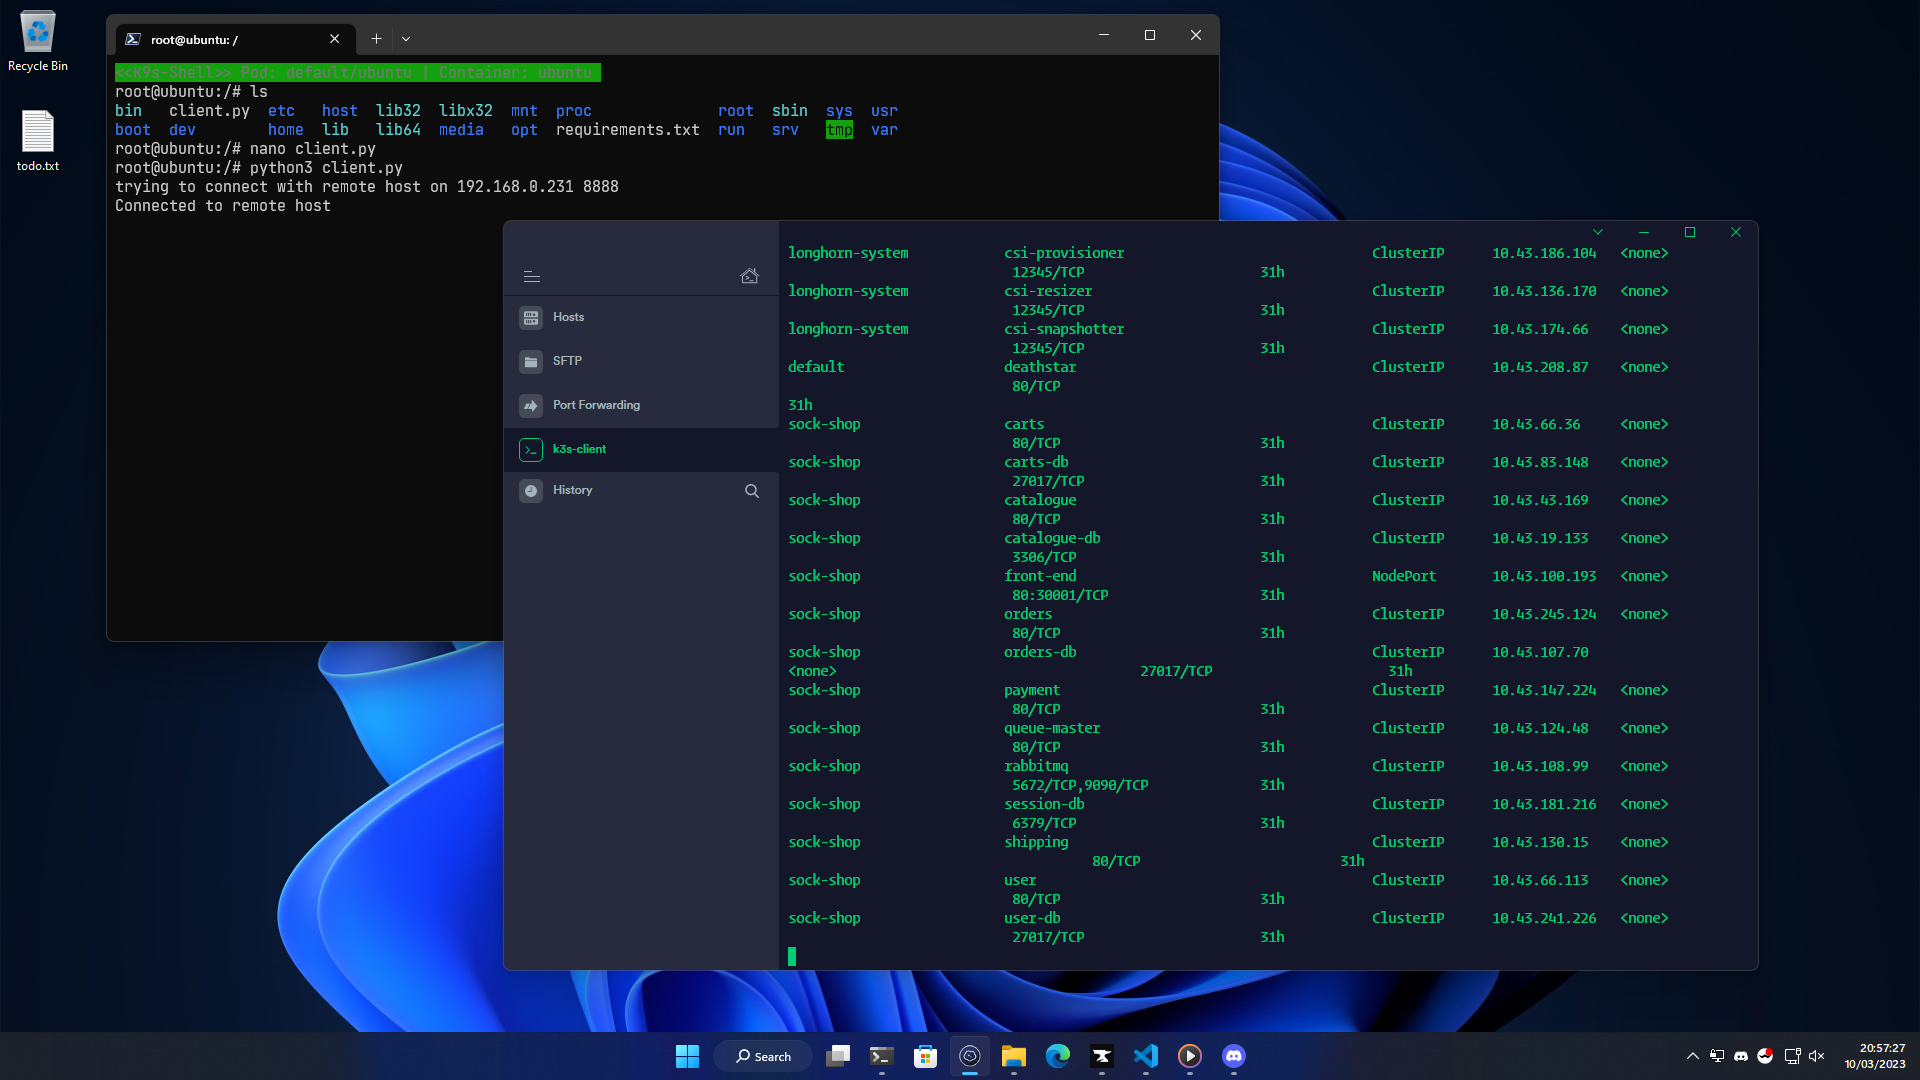 Recycle Bin
todo.txt
root@ubuntu: /
<<K9s-Shell>> Pod: default/ubuntu | Container: ubuntu
root@ubuntu:/# ls
bin   client.py  etc   host  lib32  libx32  mnt  proc              root  sbin  sys  usr
boot  dev        home  lib   lib64  media   opt  requirements.txt  run   srv   tmp  var
root@ubuntu:/# nano client.py
root@ubuntu:/# python3 client.py
trying to connect with remote host on 192.168.0.231 8888
Connected to remote host
Hosts
SFTP
Port Forwarding
k3s-client
History
longhorn-system            csi-provisioner                               ClusterIP      10.43.186.104   <none>
12345/TCP                      31h
longhorn-system            csi-resizer                                   ClusterIP      10.43.136.170   <none>
12345/TCP                      31h
longhorn-system            csi-snapshotter                               ClusterIP      10.43.174.66    <none>
12345/TCP                      31h
default                    deathstar                                     ClusterIP      10.43.208.87    <none>
80/TCP
31h
sock-shop                  carts                                         ClusterIP      10.43.66.36     <none>
80/TCP                         31h
sock-shop                  carts-db                                      ClusterIP      10.43.83.148    <none>
27017/TCP                      31h
sock-shop                  catalogue                                     ClusterIP      10.43.43.169    <none>
80/TCP                         31h
sock-shop                  catalogue-db                                  ClusterIP      10.43.19.133    <none>
3306/TCP                       31h
sock-shop                  front-end                                     NodePort       10.43.100.193   <none>
80:30001/TCP                   31h
sock-shop                  orders                                        ClusterIP      10.43.245.124   <none>
80/TCP                         31h
sock-shop                  orders-db                                     ClusterIP      10.43.107.70
<none>                                      27017/TCP                      31h
sock-shop                  payment                                       ClusterIP      10.43.147.224   <none>
80/TCP                         31h
sock-shop                  queue-master                                  ClusterIP      10.43.124.48    <none>
80/TCP                         31h
sock-shop                  rabbitmq                                      ClusterIP      10.43.108.99    <none>
5672/TCP,9090/TCP              31h
sock-shop                  session-db                                    ClusterIP      10.43.181.216   <none>
6379/TCP                       31h
sock-shop                  shipping                                      ClusterIP      10.43.130.15    <none>
80/TCP                         31h
sock-shop                  user                                          ClusterIP      10.43.66.113    <none>
80/TCP                         31h
sock-shop                  user-db                                       ClusterIP      10.43.241.226   <none>
27017/TCP                      31h
Search
20:57:27
10/03/2023